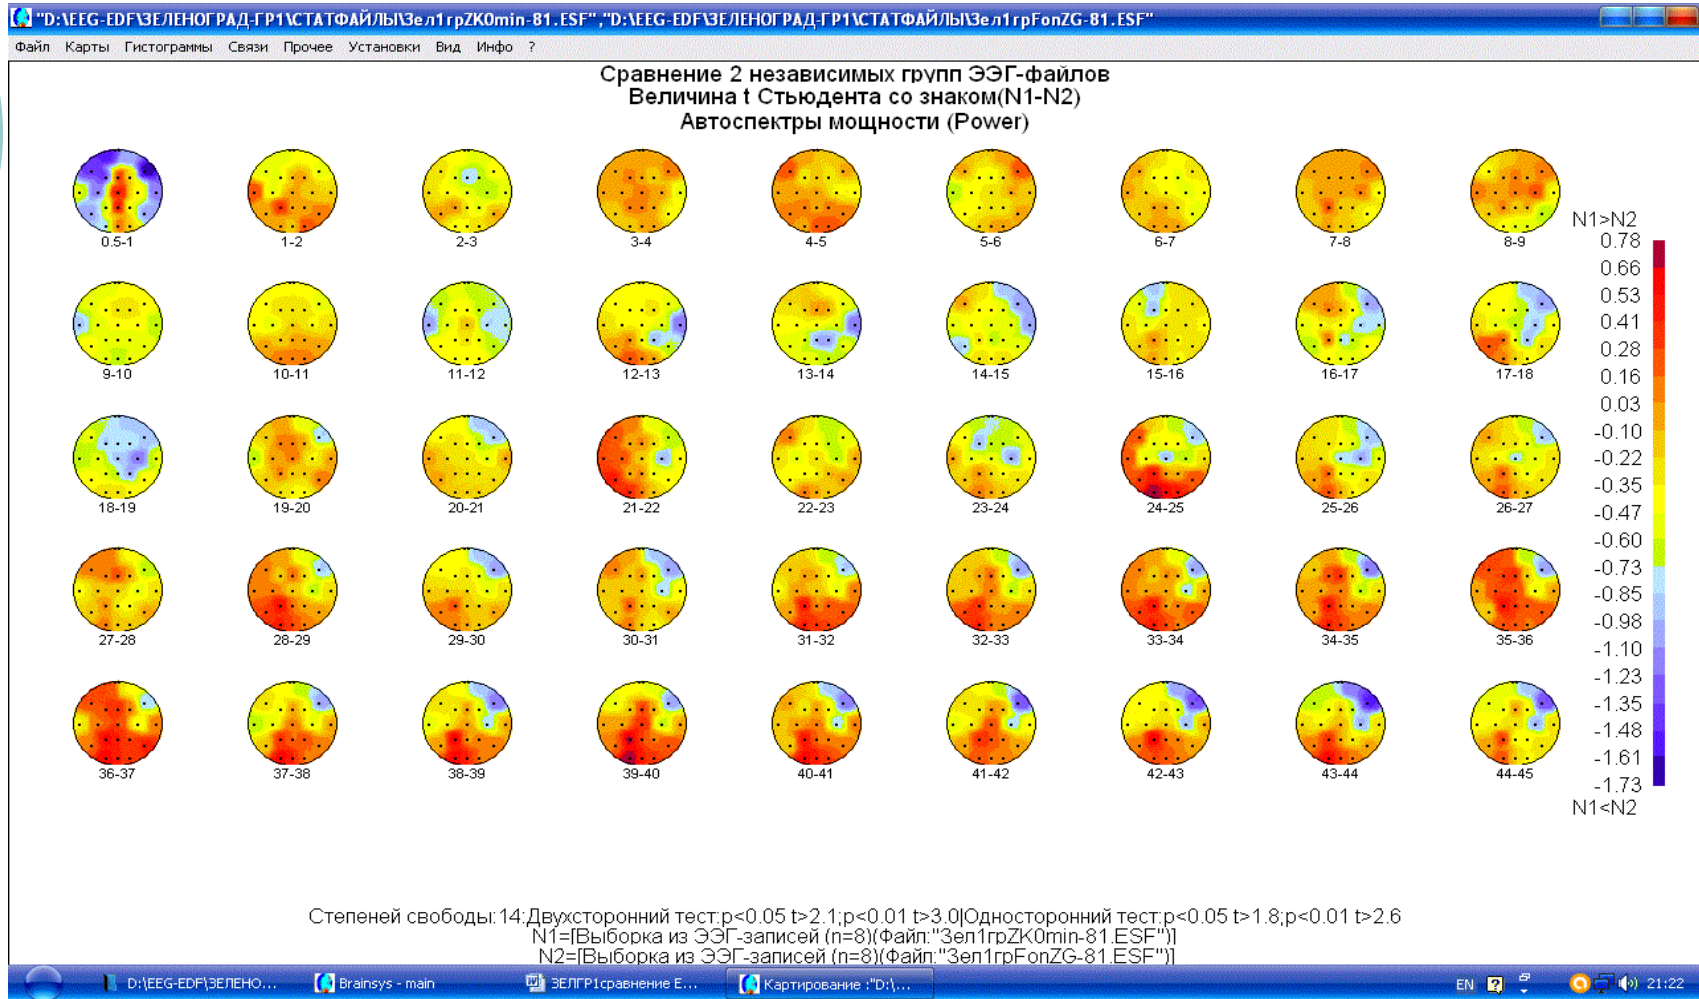 "D:\EEG-EDF\ЗЕЛЕНОГРАД-ГР1\СТАТФАЙЛЫ\Зел1грZK0min-81.ESF","D:\EEG-EDF\ЗЕЛЕНОГРАД-ГР1\СТАТФАЙЛЫ\Зел1грFonZG-81.ESF"
Файл Карты Гистограммы Связи Прочее Установки Вид Инфо ?
Сравнение 2 независимых групп ЭЭГ-файлов
Величина t Стьюдента со знаком(N1-N2)
Автоспектры мощности (Power)
0.5-1 1-2 2-3 3-4 4-5 5-6 6-7 7-8 8-9
9-10 10-11 11-12 12-13 13-14 14-15 15-16 16-17 17-18
18-19 19-20 20-21 21-22 22-23 23-24 24-25 25-26 26-27
27-28 28-29 29-30 30-31 31-32 32-33 33-34 34-35 35-36
36-37 37-38 38-39 39-40 40-41 41-42 42-43 43-44 44-45
N1>N2
0.78
0.66
0.53
0.41
0.28
0.16
0.03
-0.10
-0.22
-0.35
-0.47
-0.60
-0.73
-0.85
-0.98
-1.10
-1.23
-1.35
-1.48
-1.61
-1.73
N1<N2
Степеней свободы:14:Двухсторонний тест:p<0.05 t>2.1;p<0.01 t>3.0|Односторонний тест:p<0.05 t>1.8;p<0.01 t>2.6
N1=[Выборка из ЭЭГ-записей (n=8)(Файл:"Зел1грZK0min-81.ESF")]
N2=[Выборка из ЭЭГ-записей (n=8)(Файл:"Зел1грFonZG-81.ESF")]
D:\EEG-EDF\ЗЕЛЕНО... Brainsys - main ЗЕЛГР1сравнение Е... Картирование :"D:\... EN 21:22